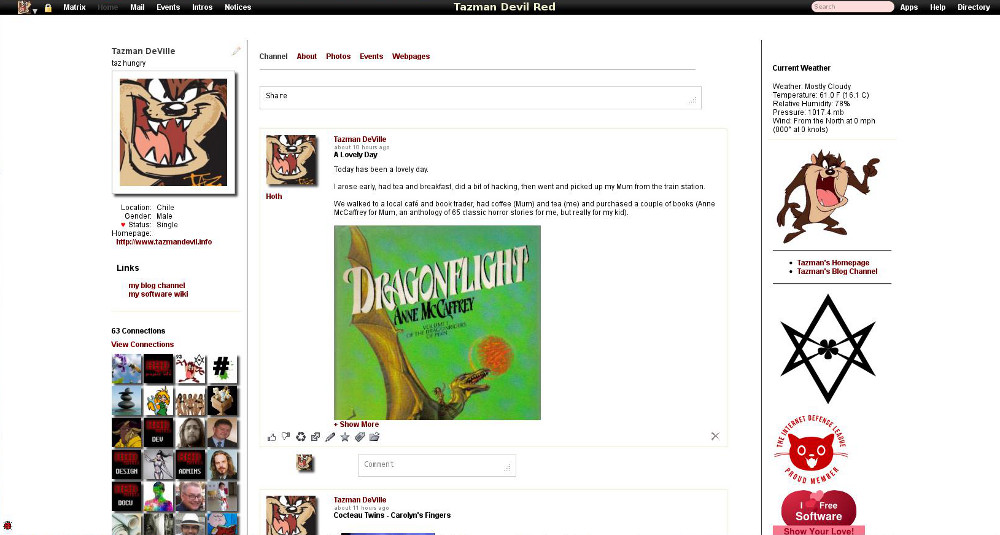 Matrix Home Mail Events Intros Notices
Tazman Devil Red
Search
Apps Help Directory
Tazman DeVille
taz hungry
Location: Chile
Gender: Male
♥ Status: Single
Homepage:
http://www.tazmandevil.info
Links
my blog channel
my software wiki
63 Connections
View Connections
#
DEV
DESIGN
ADMINS
DOCU
Channel About Photos Events Webpages
Share
Tazman DeVille
about 10 hours ago
A Lovely Day
Hoth
Today has been a lovely day.
I arose early, had tea and breakfast, did a bit of hacking, then went and picked up my Mum from the train station.
We walked to a local café and book trader, had coffee (Mum) and tea (me) and purchased a couple of books (Anne
McCaffrey for Mum, an anthology of 65 classic horror stories for me, but really for my kid).
DRAGONFLIGHT
ANNE McCAFFREY
VOLUME 1
OF THE DRAGONRIDERS
OF PERN
+ Show More
Comment
Tazman DeVille
about 11 hours ago
Cocteau Twins - Carolyn's Fingers
Current Weather
Weather: Mostly Cloudy
Temperature: 61.0 F (16.1 C)
Relative Humidity: 78%
Pressure: 1017.4 mb
Wind: From the North at 0 mph
(000° at 0 knots)
Tazman's Homepage
Tazman's Blog Channel
THE INTERNET DEFENSE LEAGUE
PROUD MEMBER
I ♥ Free
Software
Show Your Love!